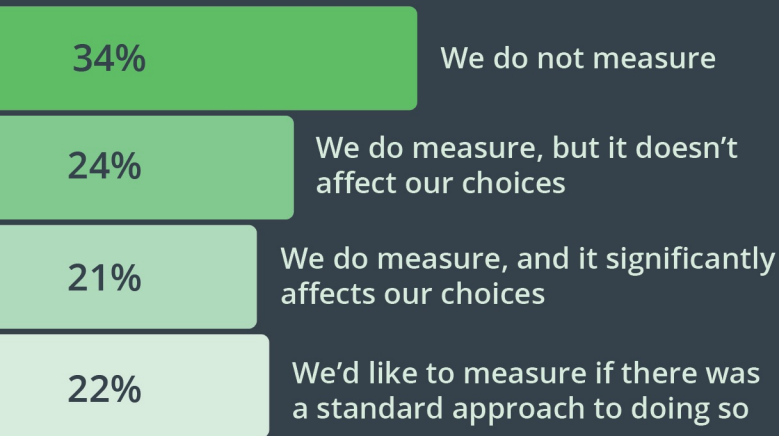 34%
We do not measure
24%
We do measure, but it doesn’t
affect our choices
21%
We do measure, and it significantly
affects our choices
22%
We’d like to measure if there was
a standard approach to doing so